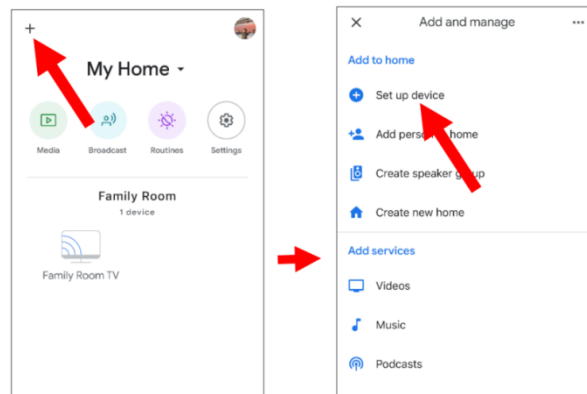 My Home
Media
Broadcast
Routines
Settings
Family Room
1 device
Family Room TV
Add and manage
Add to home
Set up device
Add person to home
Create speaker group
Create new home
Add services
Videos
Music
Podcasts